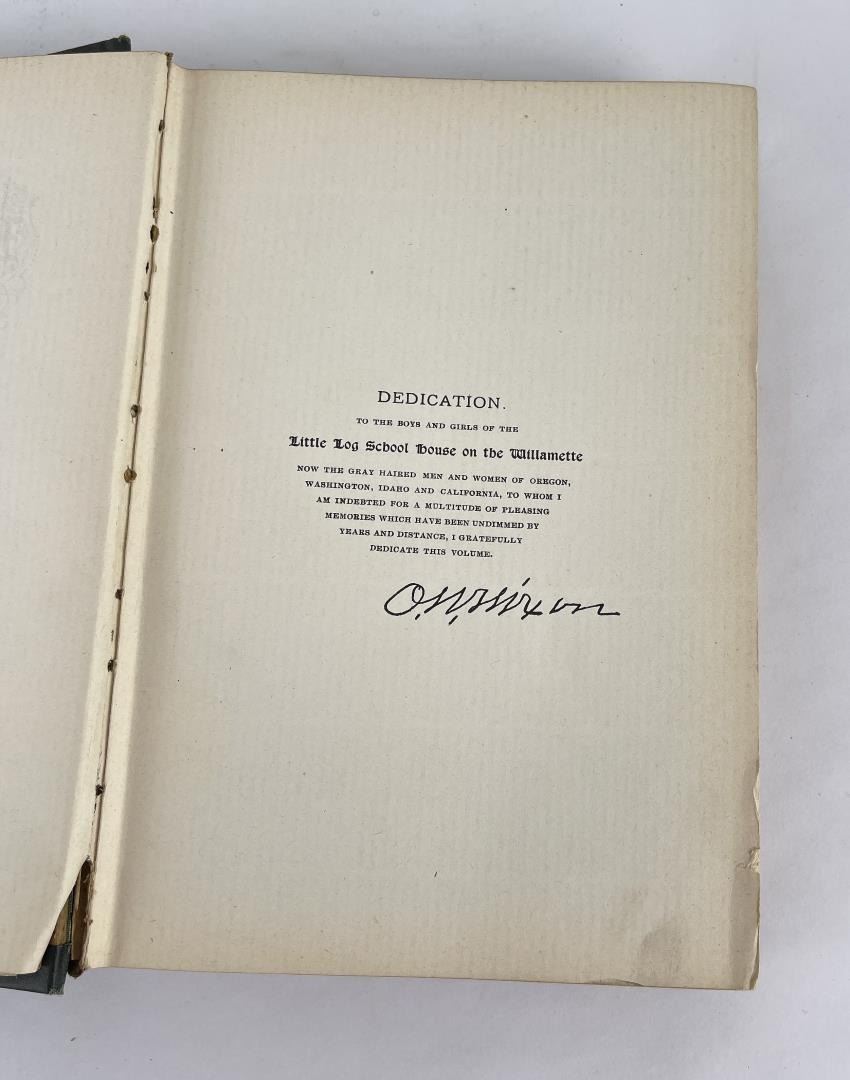 DEDICATION.
TO THE BOYS AND GIRLS OF THE
Little Log School House on the Willamette
NOW THE GRAY HAIRED MEN AND WOMEN OF OREGON,
WASHINGTON, IDAHO AND CALIFORNIA, TO WHOM I
AM INDEBTED FOR A MULTITUDE OF PLEASING
MEMORIES WHICH HAVE BEEN UNDIMMED BY
YEARS AND DISTANCE, I GRATEFULLY
DEDICATE THIS VOLUME.
O. W. Nixon